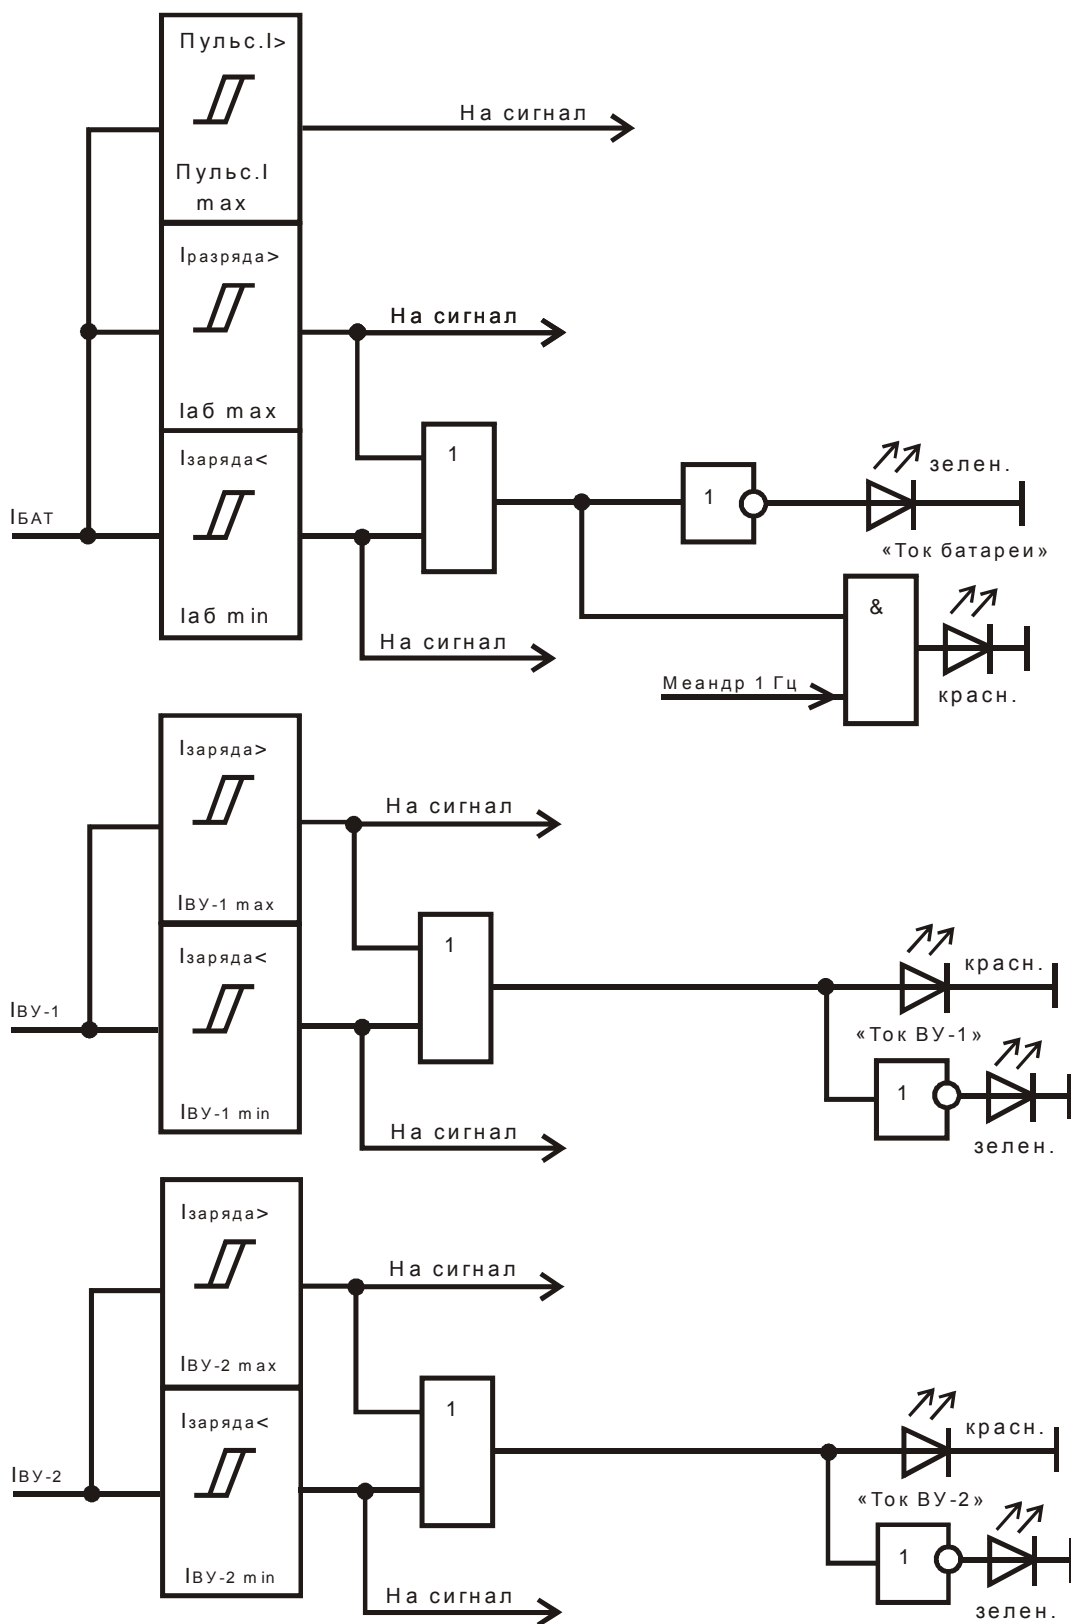 Пульс.I>
На сигнал
Пульс.I
max
Iразряда>
На сигнал
Iаб max
Iзаряда<
1
зелен.
1
IБАТ
«Ток батареи»
&
Iаб min
На сигнал
Меандр 1 Гц
красн.
Iзаряда>
На сигнал
IВУ-1 max
1
Iзаряда<
красн.
IВУ-1
«Ток ВУ-1»
1
IВУ-1 min
На сигнал
зелен.
Iзаряда>
На сигнал
IВУ-2 max
1
Iзаряда<
красн.
IВУ-2
«Ток ВУ-2»
1
IВУ-2 min
На сигнал
зелен.